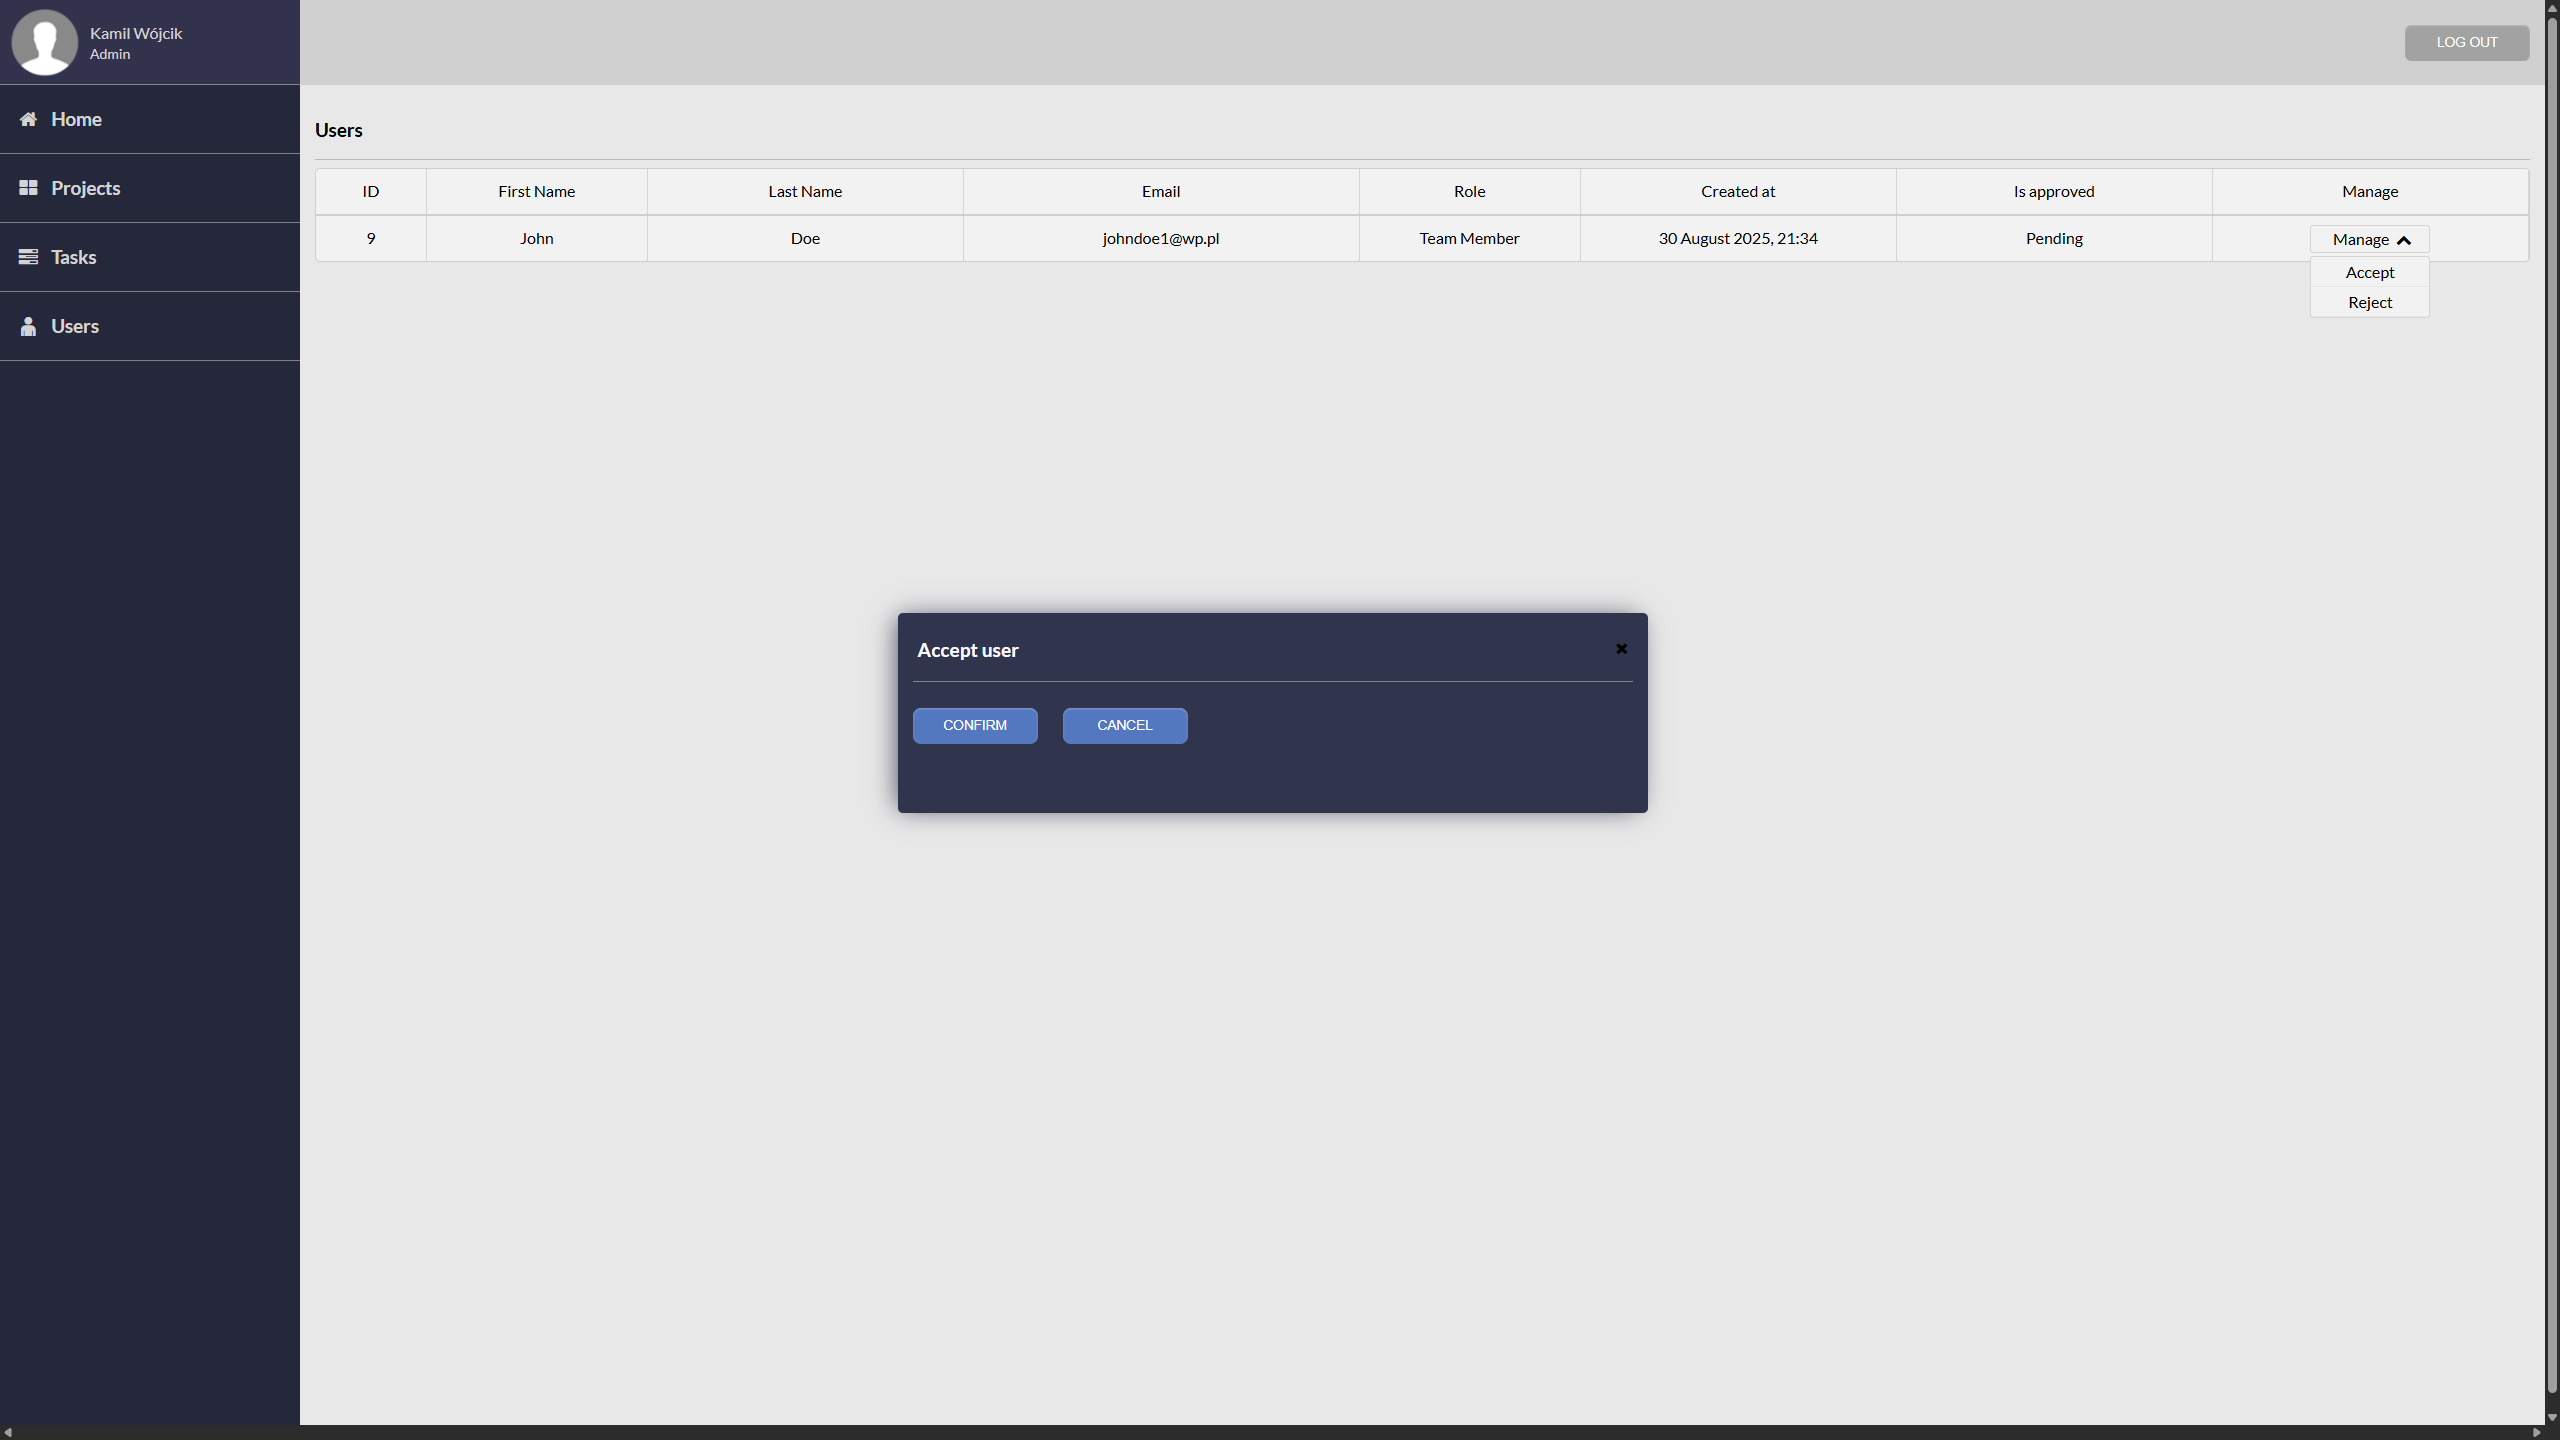 Kamil Wójcik
Admin
LOG OUT
Home
Projects
Tasks
Users
Users
ID First Name Last Name Email Role Created at Is approved Manage
9 John Doe johndoe1@wp.pl Team Member 30 August 2025, 21:34 Pending Manage
Accept
Reject
Accept user
CONFIRM CANCEL